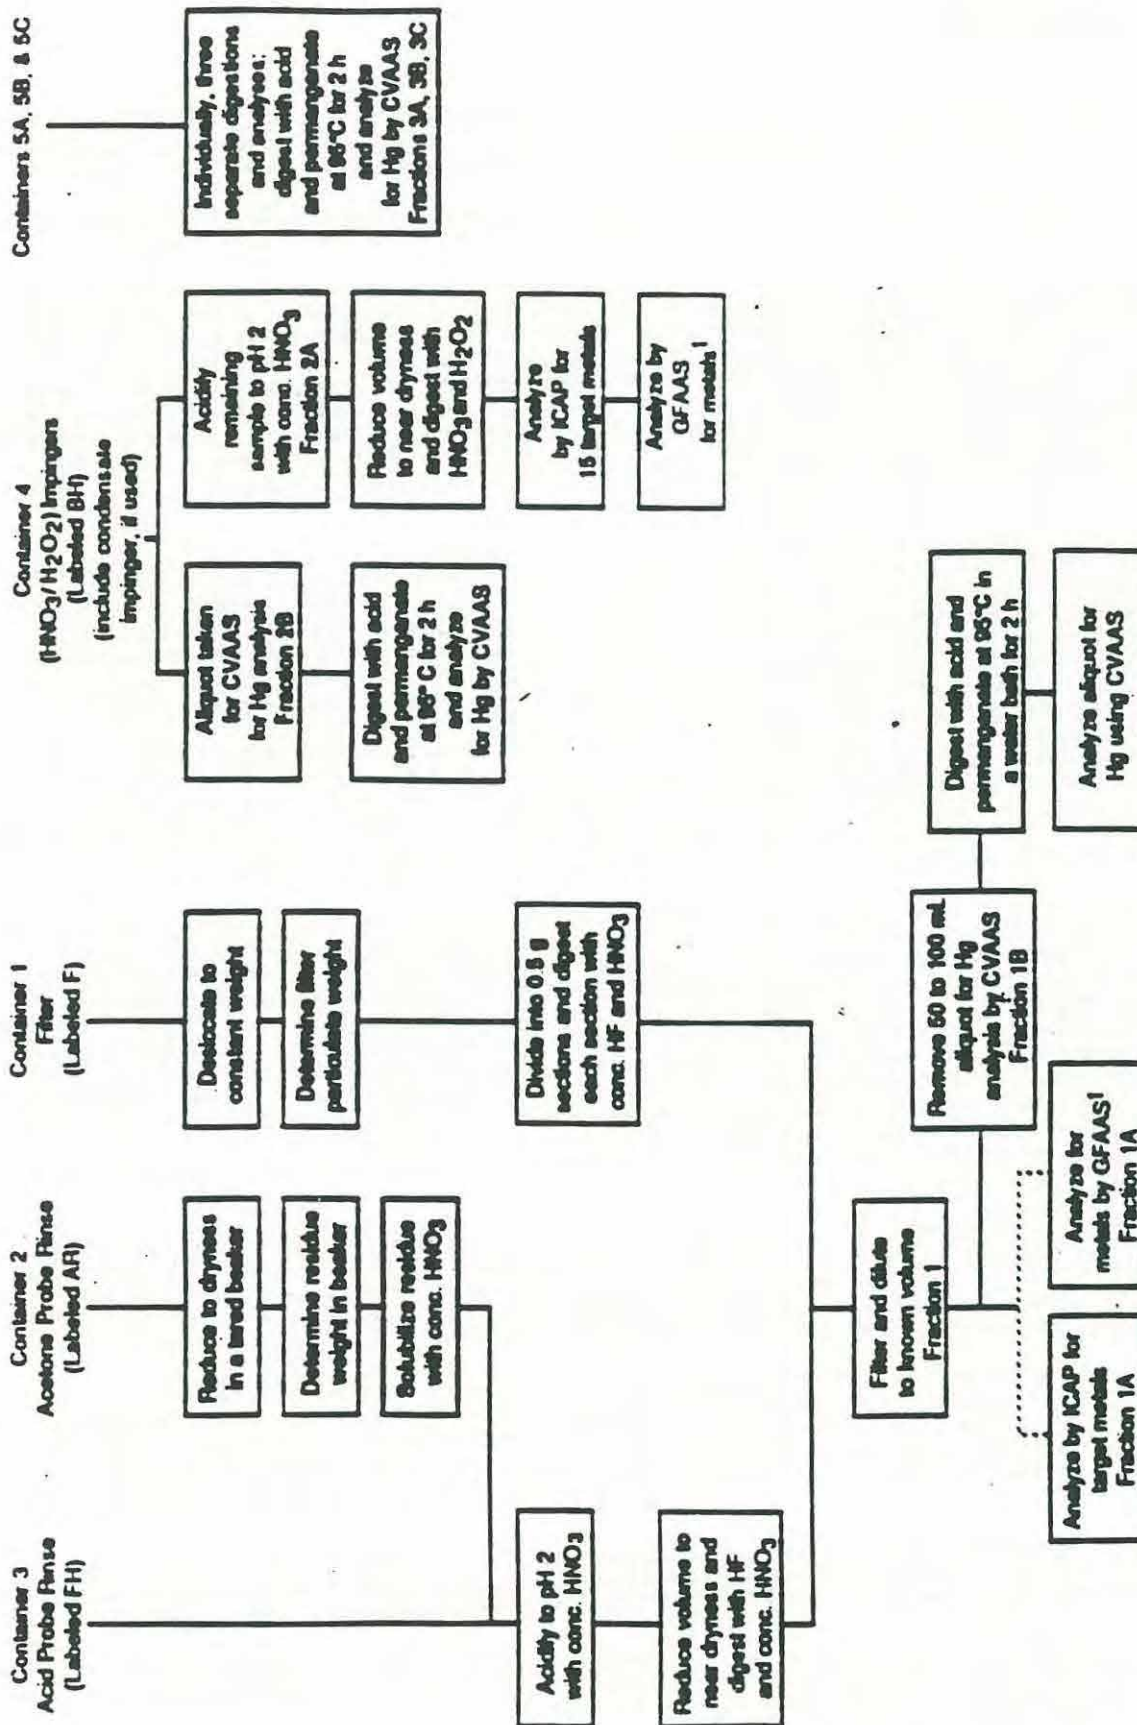 Container 3
Acid Probe Rinse
(Labeled FH)
Acidify to pH 2
with conc. HNO3
Reduce volume to
near dryness and
digest with HF
and conc. HNO3
Container 2
Acetone Probe Rinse
(Labeled AR)
Reduce to dryness
in a tared beaker
Determine residue
weight in beaker
Solubilize residue
with conc. HNO3
Container 1
Filter
(Labeled F)
Desiccate to
constant weight
Determine filter
particulate weight
Divide into 0.5 g
sections and digest
each section with
conc. HF and HNO3
Filter and dilute
to known volume
Fraction 1
Analyze by ICAP for
target metals
Fraction 1A
Analyze for
metals by GFAAS1
Fraction 1A
Remove 50 to 100 mL
aliquot for Hg
analysis by CVAAS
Fraction 1B
Digest with acid and
permanganate at 95°C in
a water bath for 2 h
Analyze aliquot for
Hg using CVAAS
Container 4
(HNO3/H2O2) Impingers
(Labeled BH)
(include condensate
impinger, if used)
Aliquot taken
for CVAAS
for Hg analysis
Fraction 2B
Digest with acid
and permanganate
at 95°C for 2 h
and analyze
for Hg by CVAAS
Acidify
remaining
sample to pH 2
with conc. HNO3
Fraction 2A
Reduce volume
to near dryness
and digest with
HNO3 and H2O2
Analyze
by ICAP for
15 target metals
Analyze by
GFAAS
for metals1
Containers 5A, 5B, & 5C
Individually, three
separate digestions
and analyses:
digest with acid
and permanganate
at 95°C for 2 h
and analyze
for Hg by CVAAS
Fractions 3A, 3B, 3C